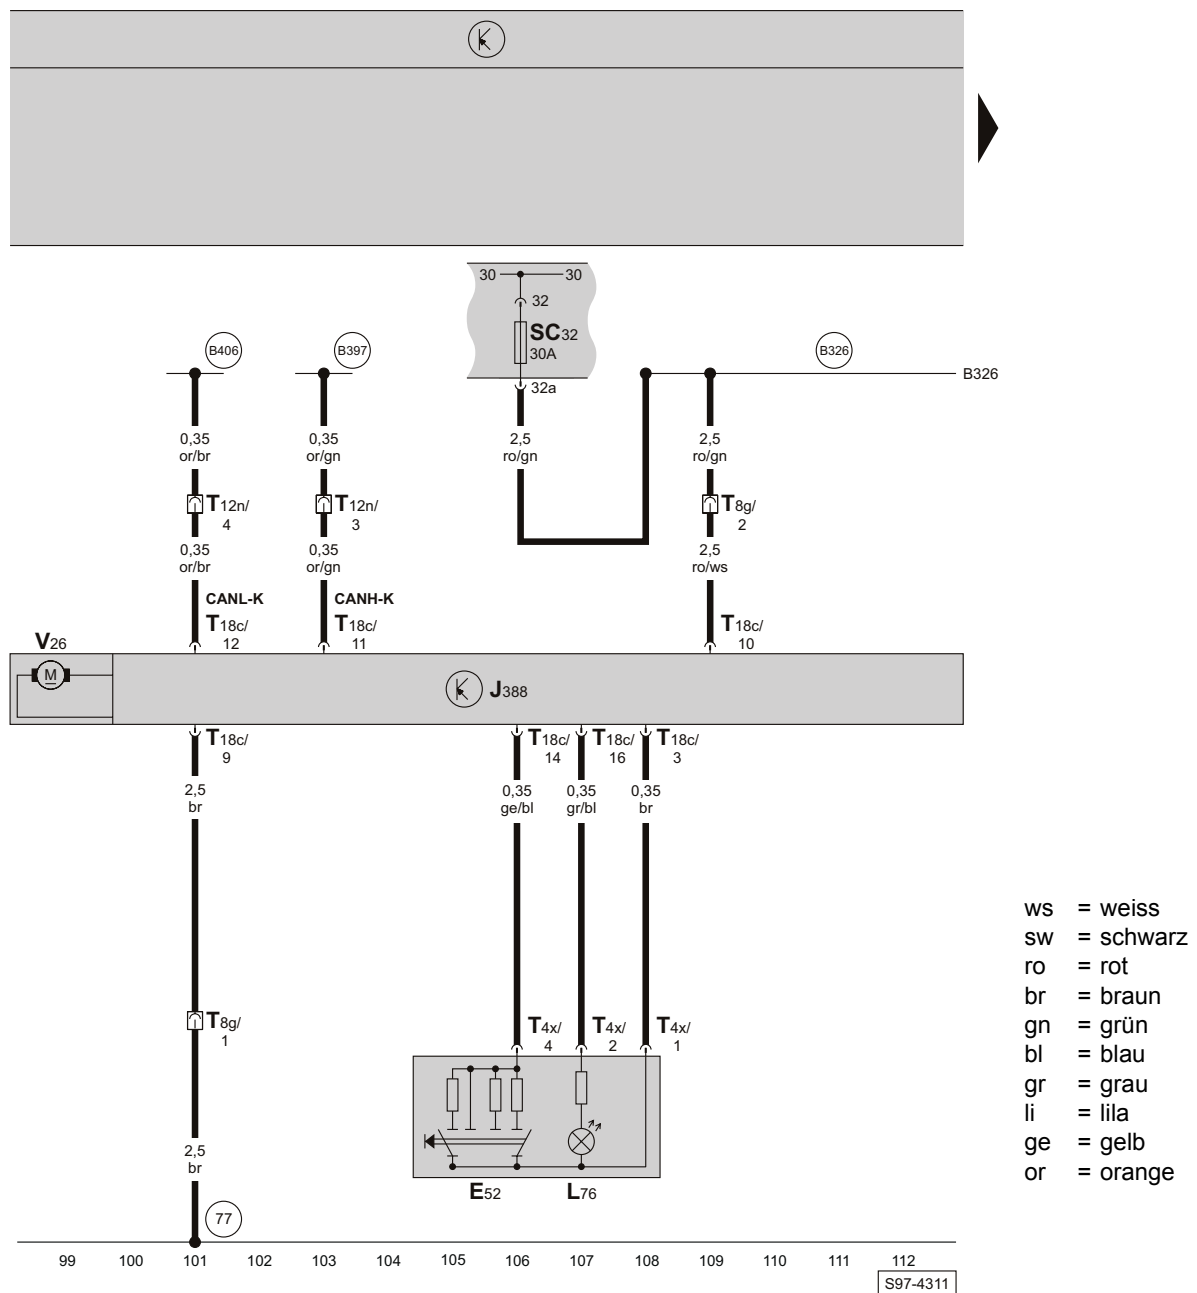 30 30
32
SC32
30A
32a
B406 B397 B326
B326
0,35 0,35 2,5 2,5
or/br or/gn ro/gn ro/gn
T12n/ T12n/ T8g/
4 3 2
0,35 0,35 2,5
or/br or/gn ro/ws
CANL-K CANH-K
T18c/ T18c/ T18c/
12 11 10
V26
M
J388
T18c/ T18c/ T18c/ T18c/
9 14 16 3
2,5 0,35 0,35 0,35
br ge/bl gr/bl br
ws = weiss
sw = schwarz
ro = rot
br = braun
gn = grün
bl = blau
gr = grau
li = lila
ge = gelb
or = orange
T8g/ T4x/ T4x/ T4x/
1 4 2 1
2,5
br
E52 L76
77
99 100 101 102 103 104 105 106 107 108 109 110 111 112
S97-4311